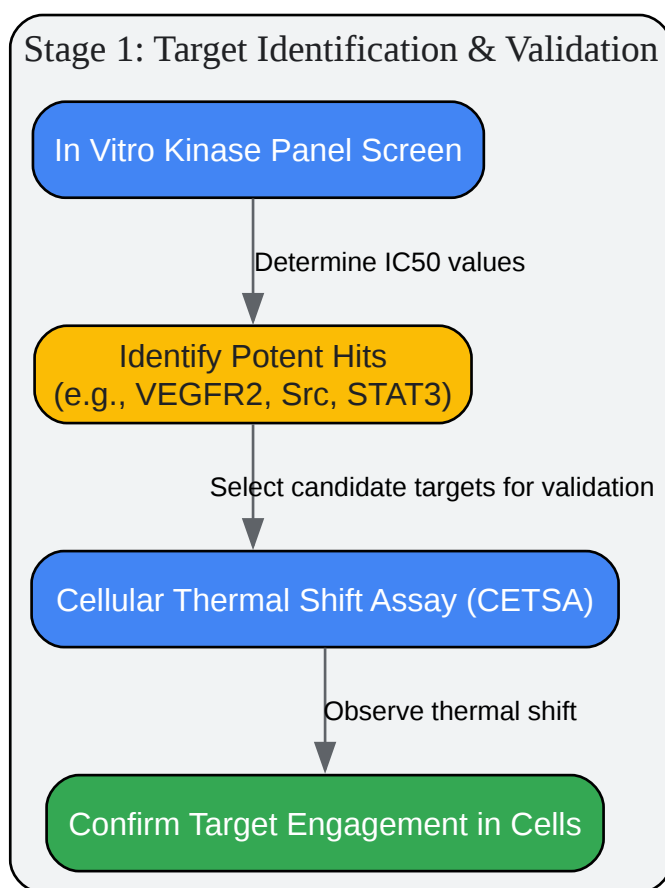 Stage 1: Target Identification & Validation
In Vitro Kinase Panel Screen
Determine IC50 values
Identify Potent Hits
(e.g., VEGFR2, Src, STAT3)
Select candidate targets for validation
Cellular Thermal Shift Assay (CETSA)
Observe thermal shift
Confirm Target Engagement in Cells